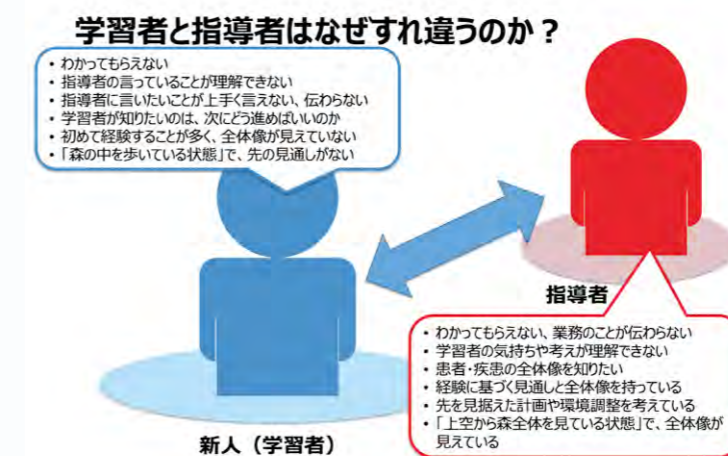 学習者と指導者はなぜすれ違うのか？
• わかってもらえない
• 指導者の言っていることが理解できない
• 指導者に言いたいことが上手く言えない、伝わらない
• 学習者が知りたいのは、次にどう進めばいいのか
• 初めて経験することが多く、全体像が見えていない
• 「森の中を歩いている状態」で、先の見通しがない
指導者
• わかってもらえない、業務のことが伝わらない
• 学習者の気持ちや考えが理解できない
• 患者・疾患の全体像を知りたい
• 経験に基づく見通しと全体像を持っている
• 先を見据えた計画や環境調整を考えている
• 「上空から森全体を見ている状態」で、全体像が
見えている
新人（学習者）